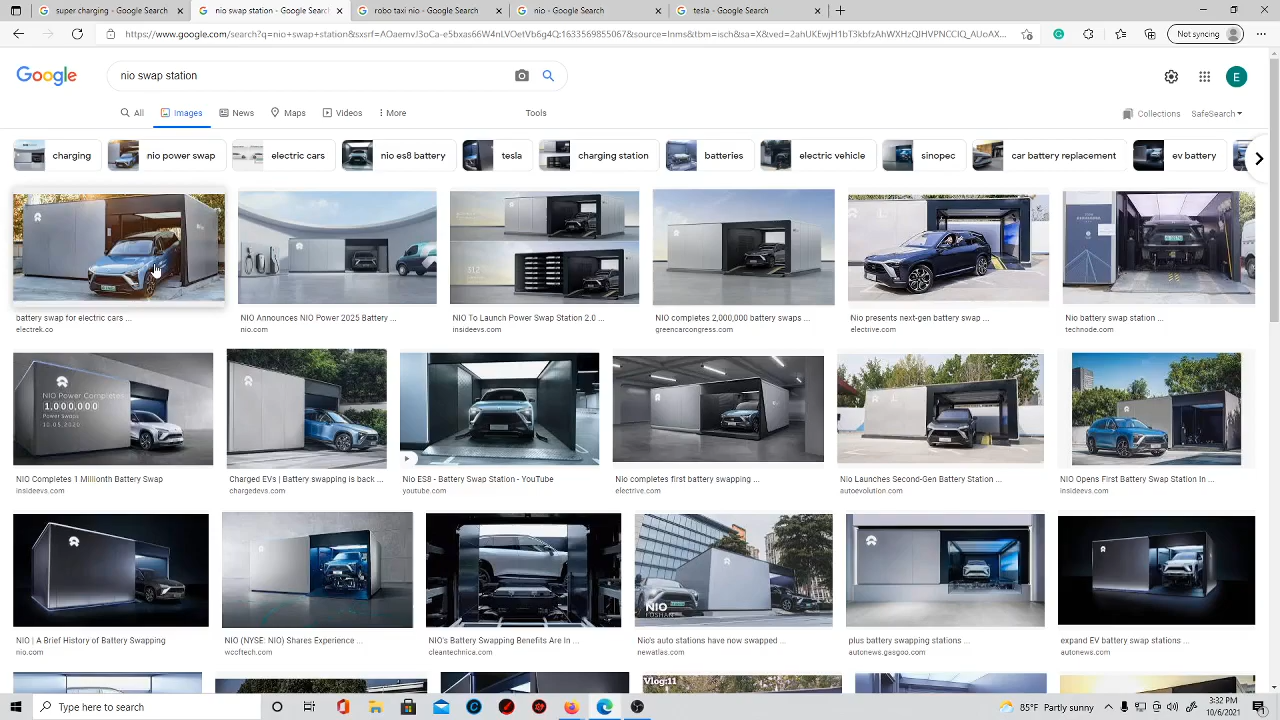 super charging - Google Search
nio swap station - Google Search
robo taxi nio - Google Search
nio - Google Search
tesla - Google Search
Not syncing
Google
nio swap station
E
All
Images
News
Maps
Videos
More
Tools
Collections
SafeSearch
charging
nio power swap
electric cars
nio es8 battery
tesla
charging station
batteries
electric vehicle
sinopec
car battery replacement
ev battery
battery swap for electric cars ...
electrek.co
NIO Announces NIO Power 2025 Battery ...
nio.com
NIO To Launch Power Swap Station 2.0 ...
insideevs.com
NIO completes 2,000,000 battery swaps ...
greencarcongress.com
Nio presents next-gen battery swap ...
electrive.com
Nio battery swap station ...
technode.com
NIO Power Completes
1,000,000
Power Swaps
10.05.2020
NIO Completes 1 Millionth Battery Swap
insideevs.com
Charged EVs | Battery swapping is back ...
chargedevs.com
Nio ES8 - Battery Swap Station - YouTube
youtube.com
Nio completes first battery swapping ...
electrive.com
Nio Launches Second-Gen Battery Station ...
autoevolution.com
NIO Opens First Battery Swap Station In ...
insideevs.com
NIO | A Brief History of Battery Swapping
nio.com
NIO (NYSE: NIO) Shares Experience ...
wccftech.com
NIO's Battery Swapping Benefits Are In ...
cleantechnica.com
NIO
FOSHAN
Nio's auto stations have now swapped ...
newatlas.com
plus battery swapping stations ...
autonews.gasgoo.com
expand EV battery swap stations ...
autonews.com
Vlog:11
Type here to search
85°F Partly sunny
3:32 PM
10/6/2021